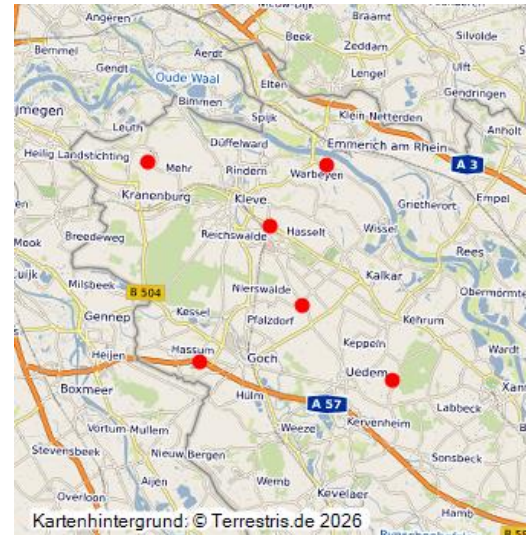 Angeren
Braamt
Silvolde
Bemmel
Beek
Zeddam
Aerdt
Gendt
Lengel
Ulft
Oude Waal
Elten
Gendringen
Bimmen
Spijk
Klein-Netterden
Leuth
Anholt
Düffelward
Emmerich am Rhein
Heilig Landstichting
A 3
Mehr
Rindern
Warbeyen
Kranenburg
Kleve
Grietherort
Empel
Breedeweg
Reichswalde
Hasselt
Wissel
Mook
Rees
Milsbeek
Nierswalde
Kalkar
B 504
Obermörmter
Gennep
Kessel
Pfalzdorf
Kehrum
Keppeln
Wardt
Heijen
Hassum
Goch
Uedem
Boxmeer
Hülm
A 57
Labbeck
Vortum-Mullem
Weeze
Kervenheim
Stevensbeek
Nieuw Bergen
Sonsbeck
Wemb
Aijen
Kevelaer
Overloon
Hamb
Kartenhintergrund: © Terrestris.de 2026